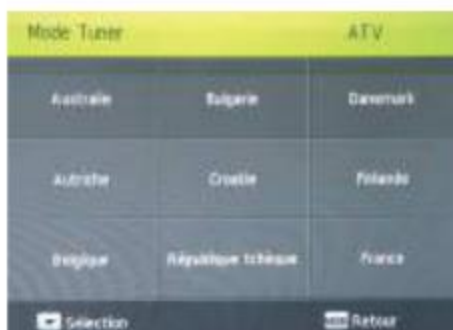 Mode Tuner ATV
Australie Bulgarie Danemark
Autriche Croatie Finlande
Belgique République tchèque France
Sélection Retour